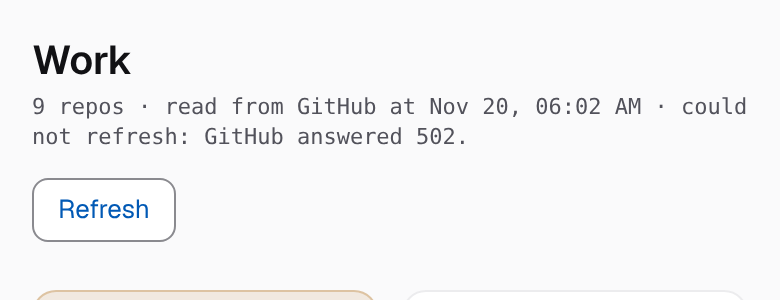 Work
9 repos · read from GitHub at Nov 20, 06:02 AM · could
not refresh: GitHub answered 502.
Refresh